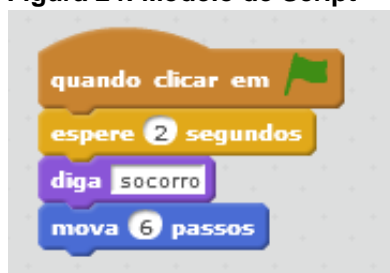 quando clicar em
espere 2 segundos
diga socorro
mova 6 passos